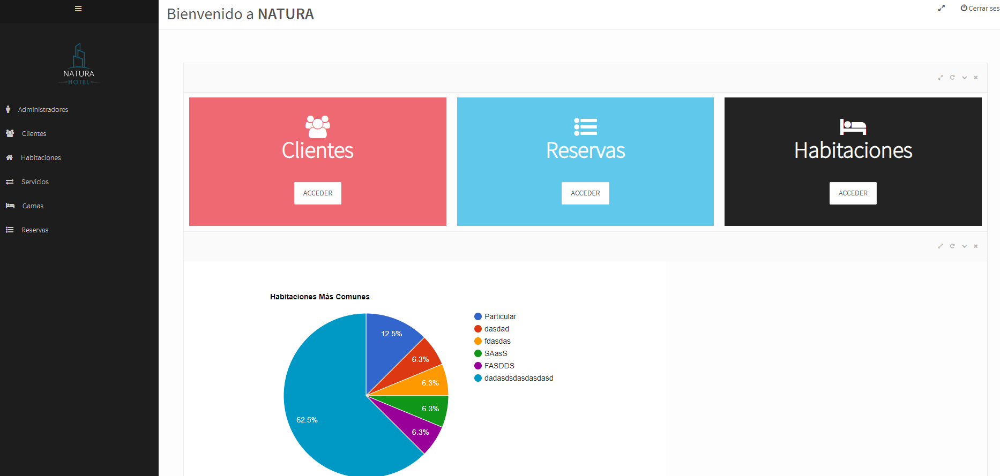 Bienvenido a NATURA
Cerrar ses
NATURA
HOTEL
Administradores
Clientes
Habitaciones
Servicios
Camas
Reservas
Clientes
ACCEDER
Reservas
ACCEDER
Habitaciones
ACCEDER
Habitaciones Más Comunes
Particular
dasdad
fdasdas
SAasS
FASDDS
dadasdsdasdasdasd
12.5%
6.3%
6.3%
6.3%
6.3%
62.5%